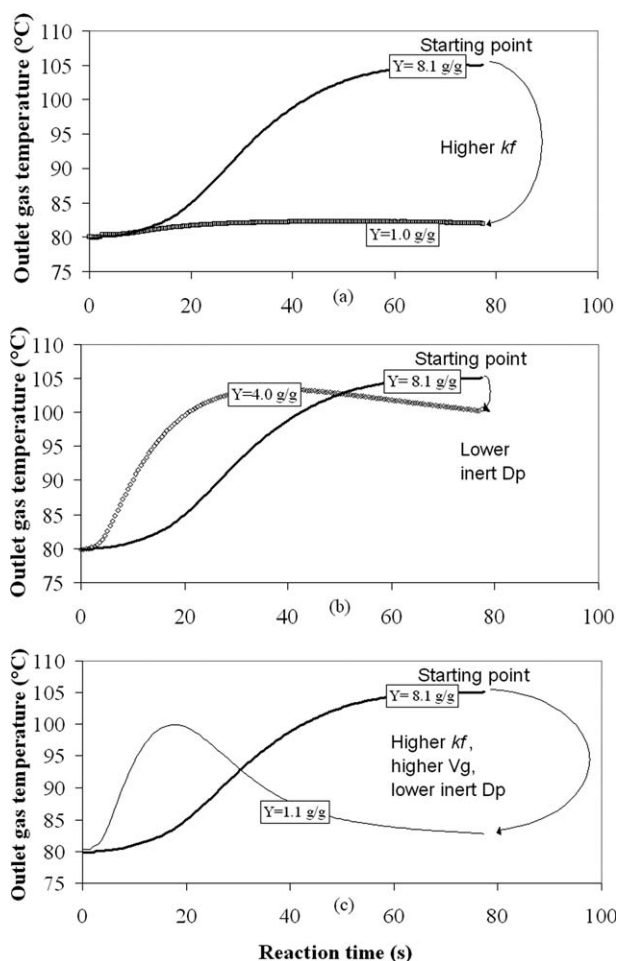 Outlet gas temperature (°C)
110
105
100
95
90
85
80
75
Starting point
Y= 8.1 g/g
Higher kf
Y=1.0 g/g
0
20
40
60
80
100
(a)
Outlet gas temperature (°C)
110
105
100
95
90
85
80
75
Starting point
Y=4.0 g/g
Y= 8.1 g/g
Lower
inert Dp
0
20
40
60
80
100
(b)
Outlet gas temperature (°C)
110
105
100
95
90
85
80
75
Starting point
Y= 8.1 g/g
Higher kf ,
higher Vg,
lower inert Dp
Y=1.1 g/g
0
20
40
60
80
100
(c)
Reaction time (s)